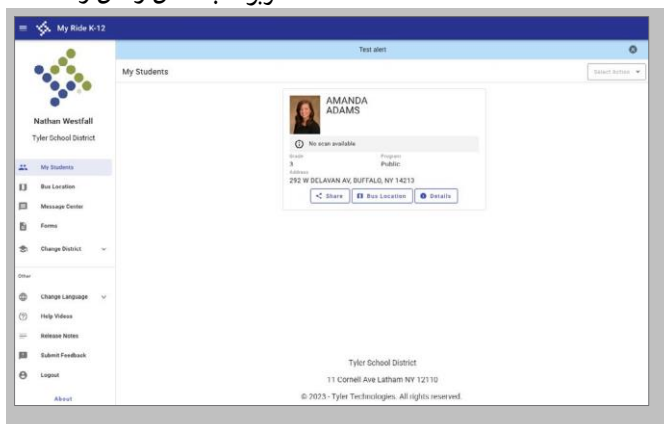 My Ride K-12
Test alert
Nathan Westfall
Tyler School District
My Students
Select Action
AMANDA
ADAMS
No scan available
Grade Program
3 Public
Address
292 W DELAVAN AV, BUFFALO, NY 14213
Share Bus Location Details
My Students
Bus Location
Message Center
Forms
Change District
Other
Change Language
Help Videos
Release Notes
Submit Feedback
Logout
About
Tyler School District
11 Cornell Ave Latham NY 12110
© 2023 - Tyler Technologies. All rights reserved.